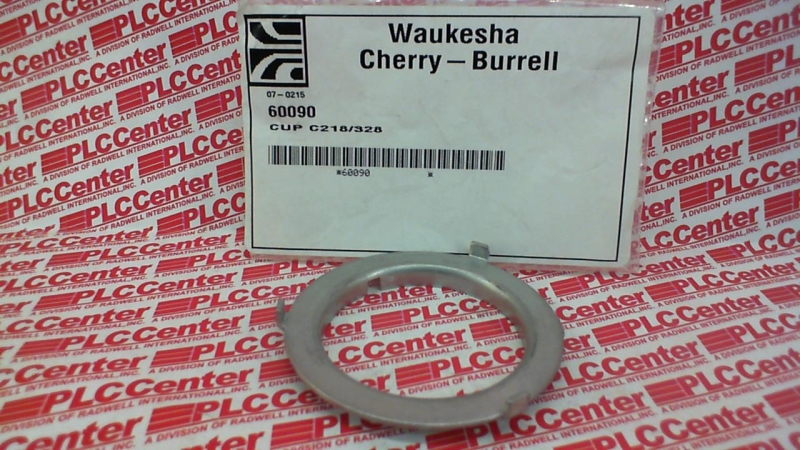 Waukesha
Cherry-Burrell
07-0215
60090
CUP C218/328
*60090 *
PLCCenter
A DIVISION OF RADWELL INTERNATIONAL, INC.